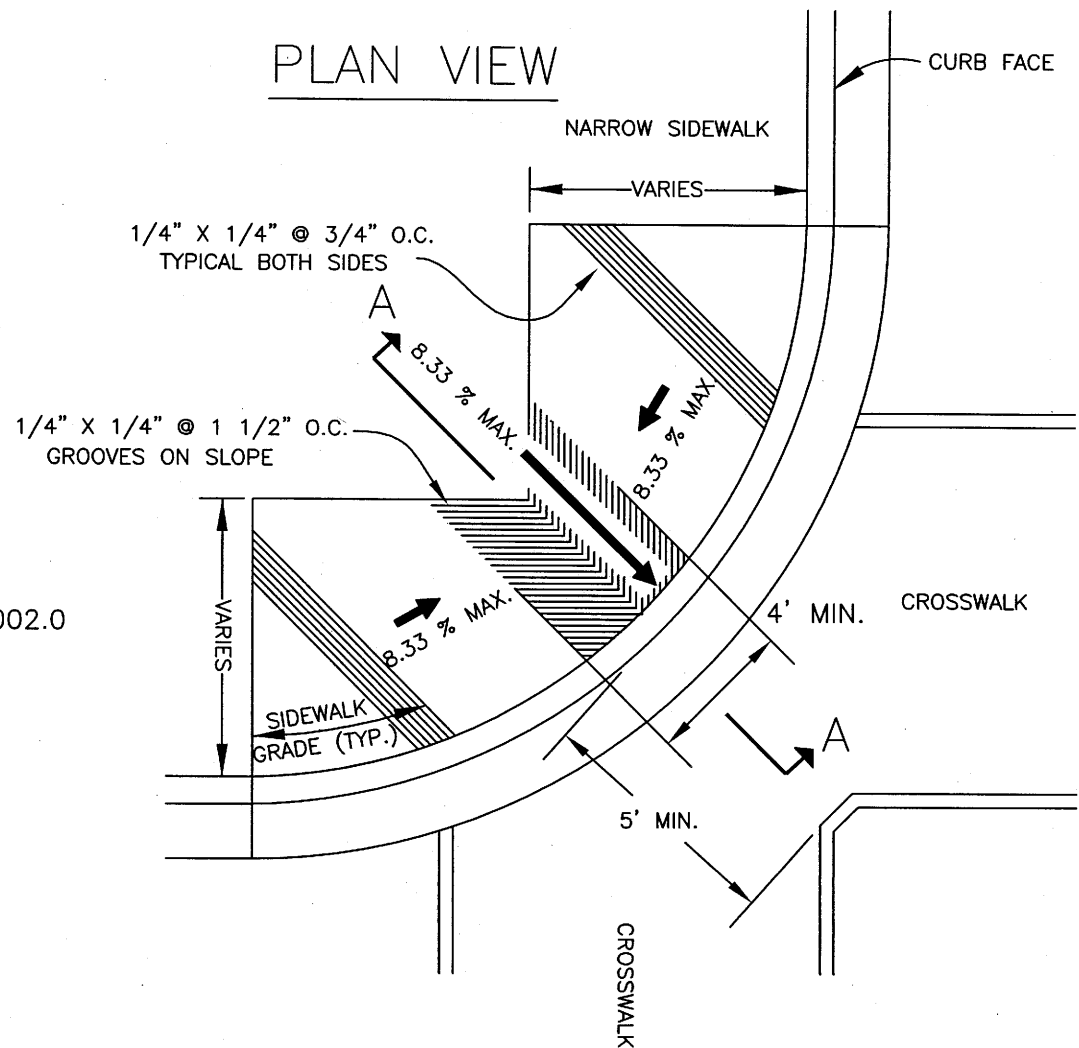 PLAN VIEW
CURB FACE
NARROW SIDEWALK
VARIES
1/4" X 1/4" @ 3/4" O.C.
TYPICAL BOTH SIDES
A
8.33 % MAX.
8.33 % MAX.
1/4" X 1/4" @ 1 1/2" O.C.
GROOVES ON SLOPE
VARIES
8.33 % MAX.
002.0
4' MIN.
CROSSWALK
SIDEWALK
GRADE (TYP.)
A
5' MIN.
CROSSWALK